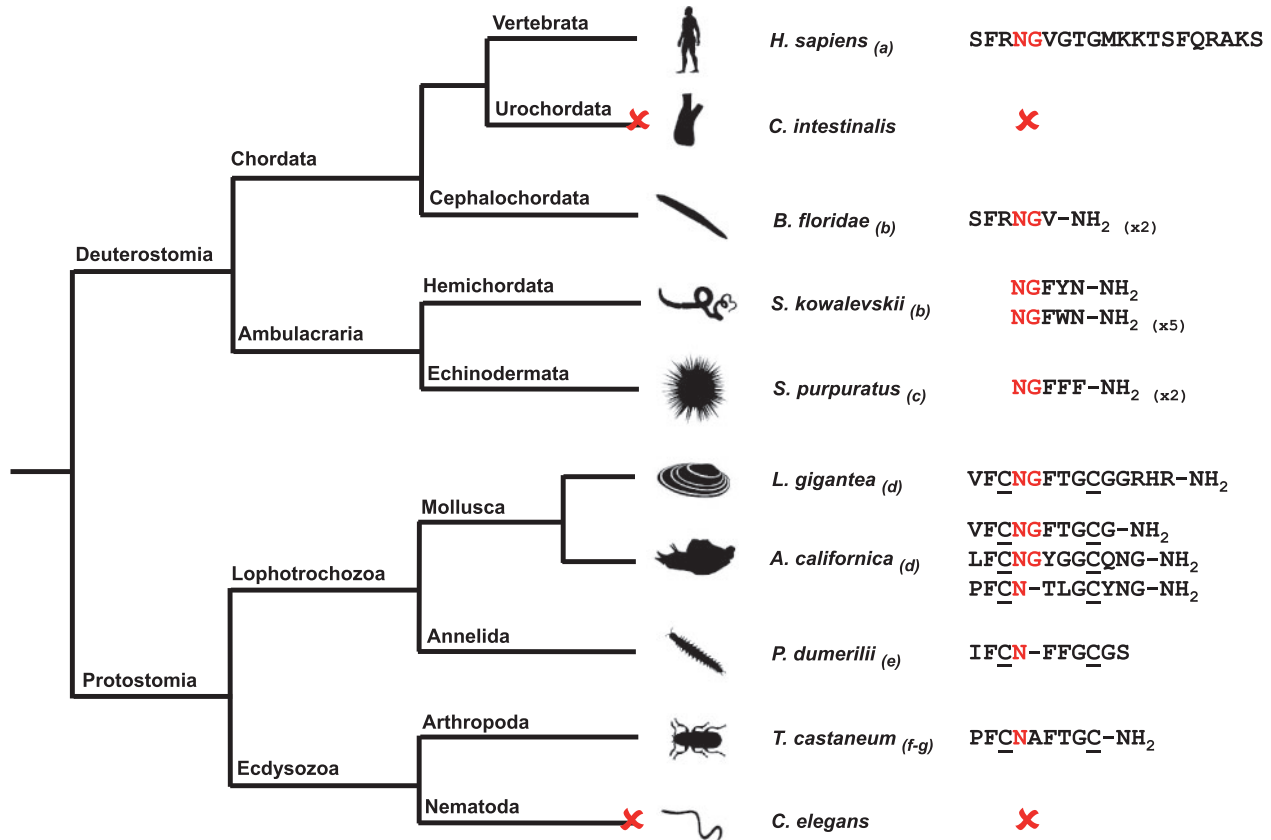 Vertebrata
H. sapiens (a) SFRNGVGTGMKKTSFQRAKS
Urochordata
C. intestinalis ✘
Chordata
Cephalochordata
B. floridae (b) SFRNGV-NH2 (x2)
Deuterostomia
Hemichordata
NGFYN-NH2
S. kowalevskii (b)
NGFWN-NH2 (x5)
Ambulacraria
Echinodermata
S. purpuratus (c) NGFFF-NH2 (x2)
L. gigantea (d) VFCNGFTGCGGRHR-NH2
Mollusca
VFCNGFTGCG-NH2
A. californica (d) LFCNGYGGCQNG-NH2
PFCN-TLGCYNG-NH2
Lophotrochozoa
Annelida
P. dumerilii (e) IFCN-FFGCGS
Protostomia
Arthropoda
T. castaneum (f-g) PFCNAFTGC-NH2
Ecdysozoa
Nematoda
C. elegans ✘